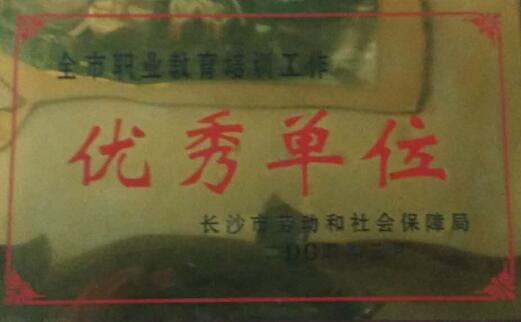 全市职业教育培训工作
优秀单位
长沙市劳动和社会保障局